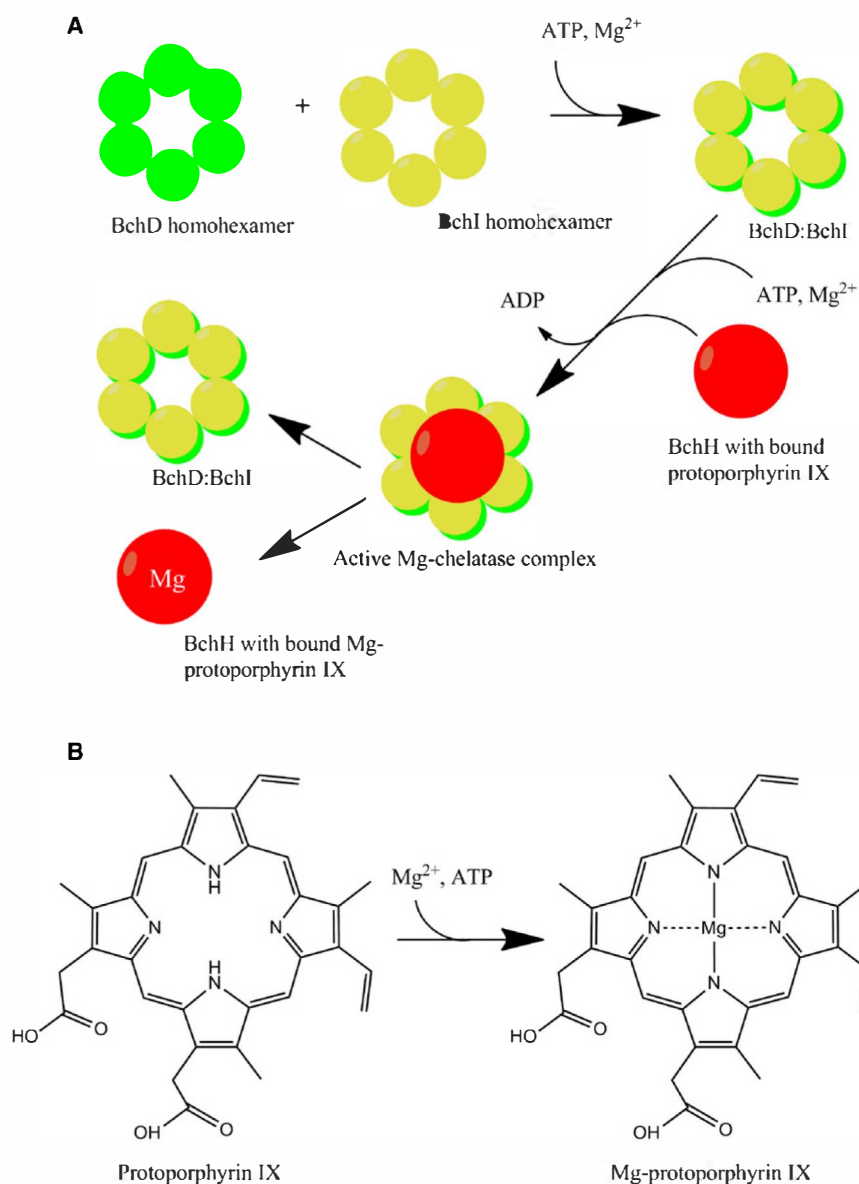 A
ATP, Mg²⁺
+
BchD homohexamer
BchI homohexamer
BchD:BchI
ATP, Mg²⁺
ADP
BchH with bound
protoporphyrin IX
BchD:BchI
Active Mg-chelatase complex
Mg
BchH with bound Mg-
protoporphyrin IX
B
N
H
N
N
H
N
HO
O
OH
O
Mg²⁺, ATP
N
N
Mg
N
N
HO
O
OH
O
Protoporphyrin IX
Mg-protoporphyrin IX